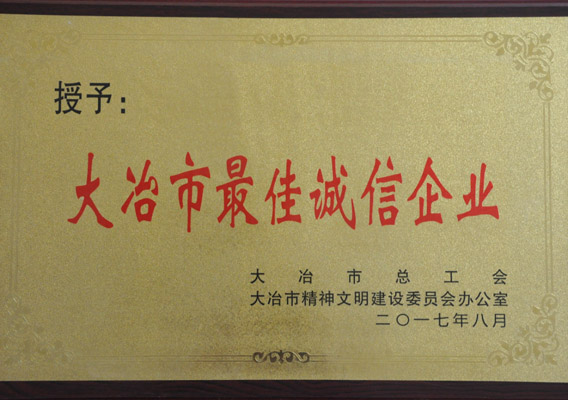 授予：
大冶市最佳诚信企业
大冶市总工会
大冶市精神文明建设委员会办公室
二〇一七年八月